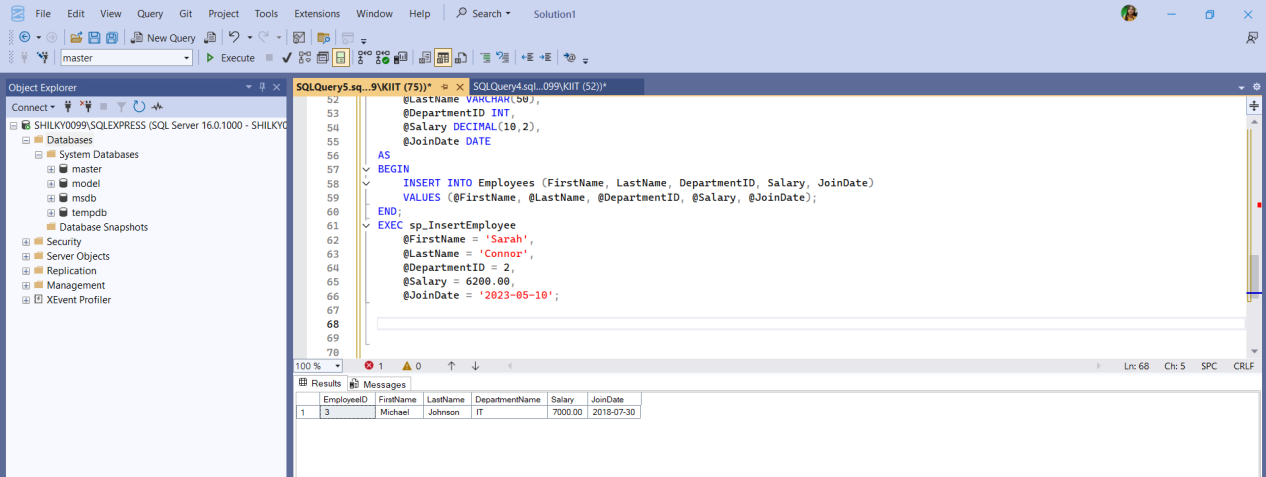 File Edit View Query Git Project Tools Extensions Window Help Search Solution1
New Query
master Execute
Object Explorer
Connect
SHILKY0099\SQLEXPRESS (SQL Server 16.0.1000 - SHILKY0
Databases
System Databases
master
model
msdb
tempdb
Database Snapshots
Security
Server Objects
Replication
Management
XEvent Profiler
SQLQuery5.sq...9\KIIT (75))* SQLQuery4.sql...099\KIIT (52))*
52 @LastName VARCHAR(50),
53 @DepartmentID INT,
54 @Salary DECIMAL(10,2),
55 @JoinDate DATE
56 AS
57 BEGIN
58 INSERT INTO Employees (FirstName, LastName, DepartmentID, Salary, JoinDate)
59 VALUES (@FirstName, @LastName, @DepartmentID, @Salary, @JoinDate);
60 END;
61 EXEC sp_InsertEmployee
62 @FirstName = 'Sarah',
63 @LastName = 'Connor',
64 @DepartmentID = 2,
65 @Salary = 6200.00,
66 @JoinDate = '2023-05-10';
67
68
69
70
100 % 1 0 Ln: 68 Ch: 5 SPC CRLF
Results Messages
EmployeeID FirstName LastName DepartmentName Salary JoinDate
1 3 Michael Johnson IT 7000.00 2018-07-30